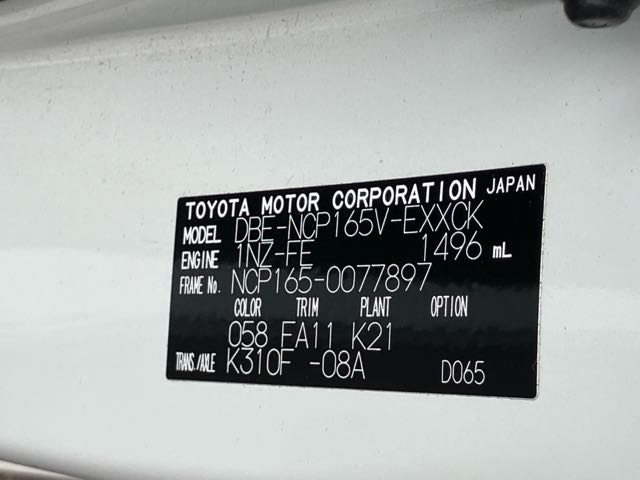 TOYOTA MOTOR CORPORATION JAPAN
MODEL DBE-NCP165V-EXXCK
ENGINE 1NZ-FE 1496 mL
FRAME No. NCP165-0077897
COLOR TRIM PLANT OPTION
058 FA11 K21
TRANS./AXLE K310F -08A D065